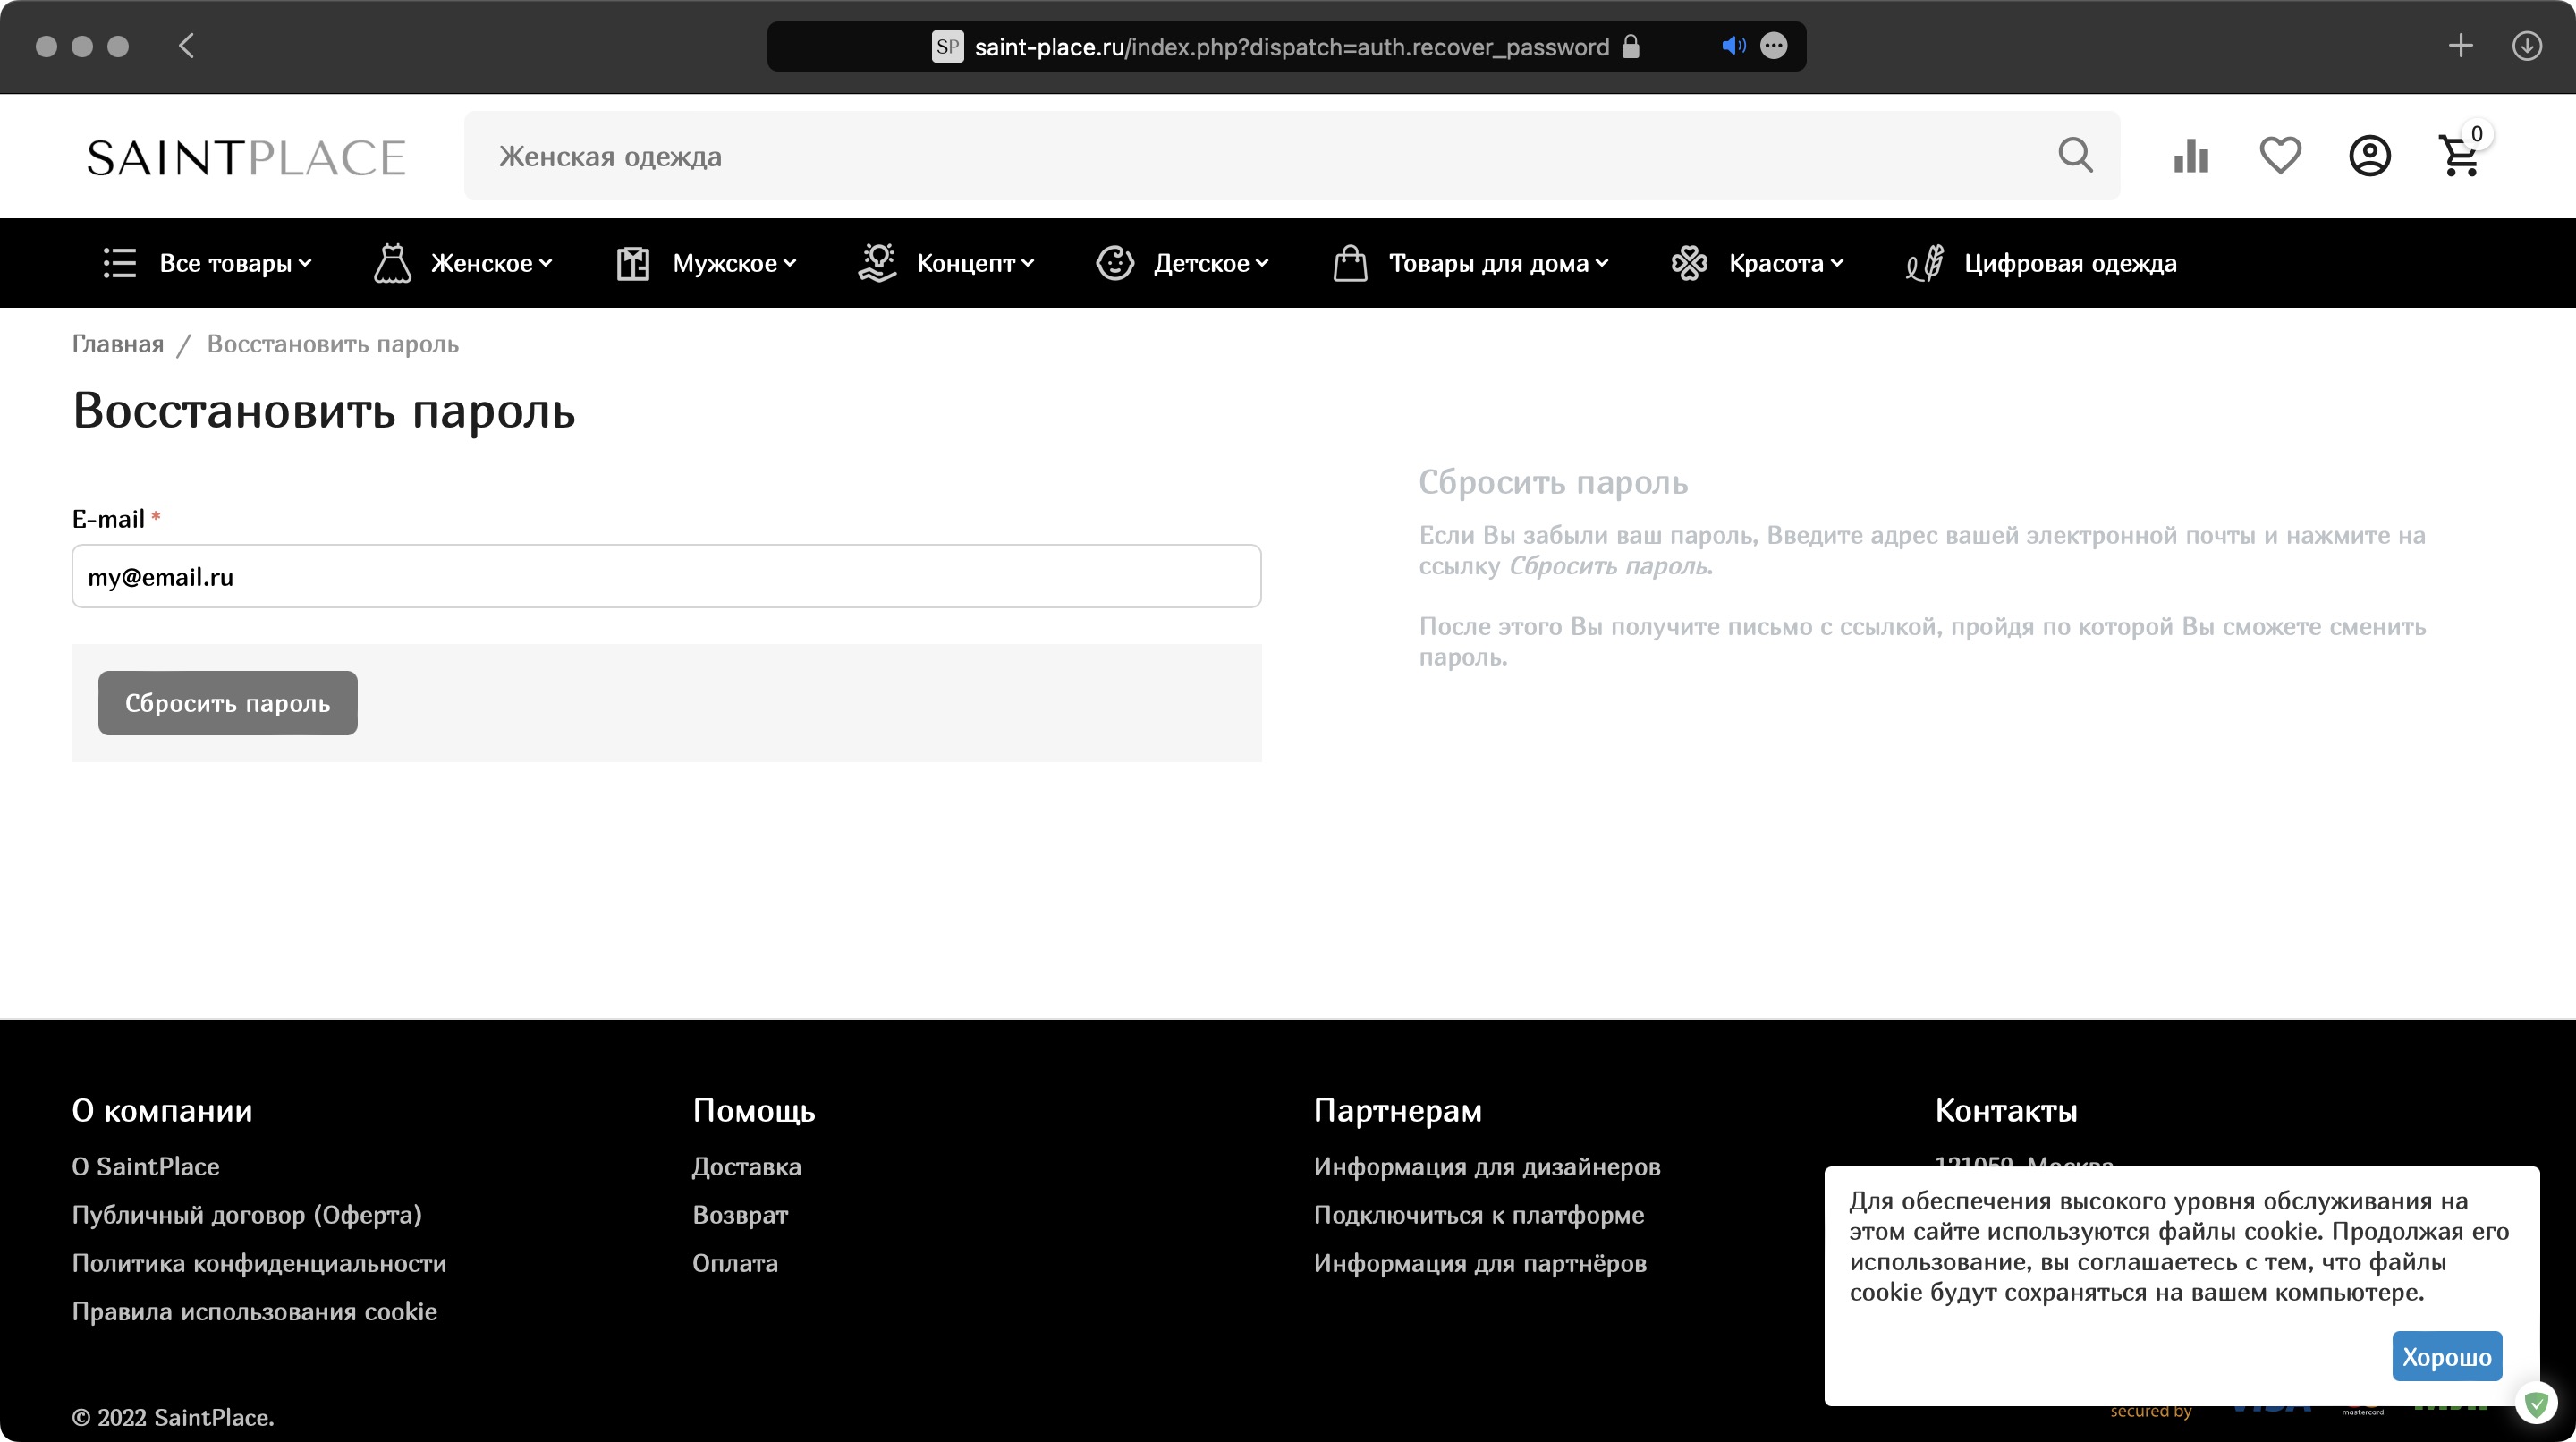 SP saint-place.ru/index.php?dispatch=auth.recover_password
SAINTPLACE
Женская одежда
0
Все товары
Женское
Мужское
Концепт
Детское
Товары для дома
Красота
Цифровая одежда
Главная / Восстановить пароль
Восстановить пароль
E-mail *
my@email.ru
Сбросить пароль
Сбросить пароль
Если Вы забыли ваш пароль, Введите адрес вашей электронной почты и нажмите на
ссылку Сбросить пароль.
После этого Вы получите письмо с ссылкой, пройдя по которой Вы сможете сменить
пароль.
О компании
О SaintPlace
Публичный договор (Оферта)
Политика конфиденциальности
Правила использования cookie
Помощь
Доставка
Возврат
Оплата
Партнерам
Информация для дизайнеров
Подключиться к платформе
Информация для партнёров
Контакты
121059, Москва
Для обеспечения высокого уровня обслуживания на
этом сайте используются файлы cookie. Продолжая его
использование, вы соглашаетесь с тем, что файлы
cookie будут сохраняться на вашем компьютере.
Хорошо
© 2022 SaintPlace.
secured by
mastercard